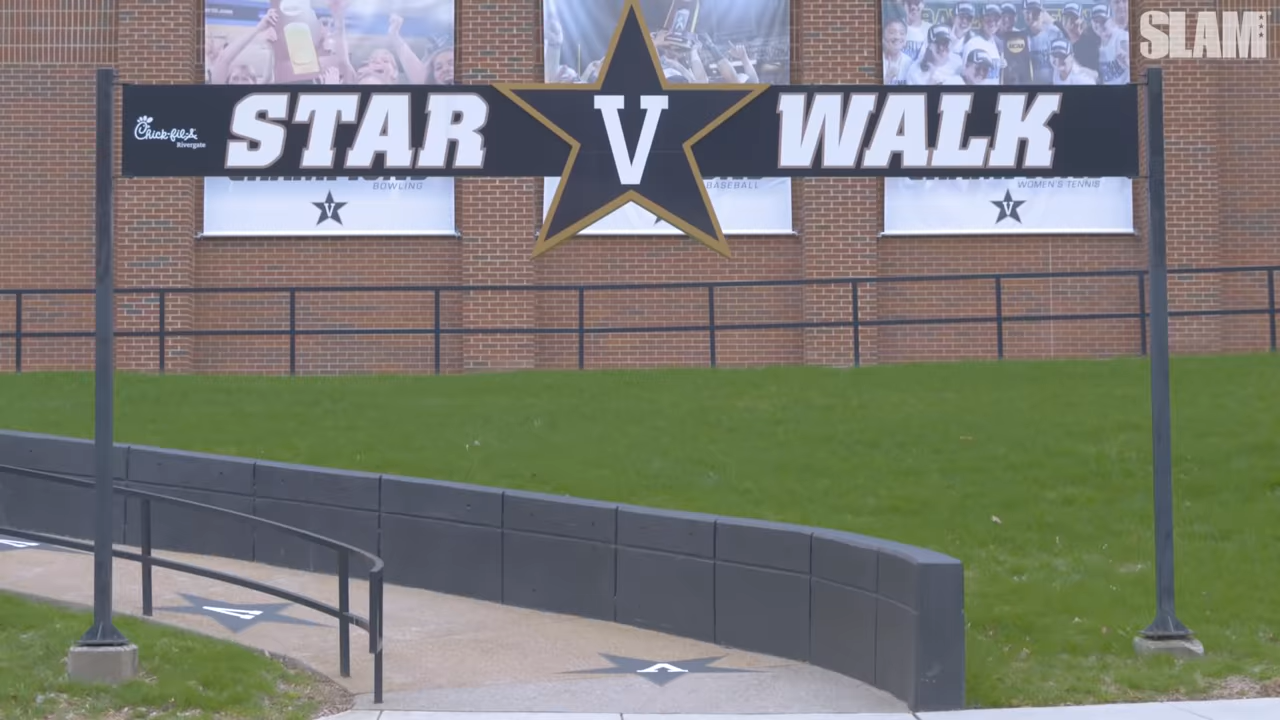 SLAM
STAR V WALK
Chick-fil-A
Rivergate
BOWLING
BASEBALL
WOMEN'S TENNIS
V
V
V
V